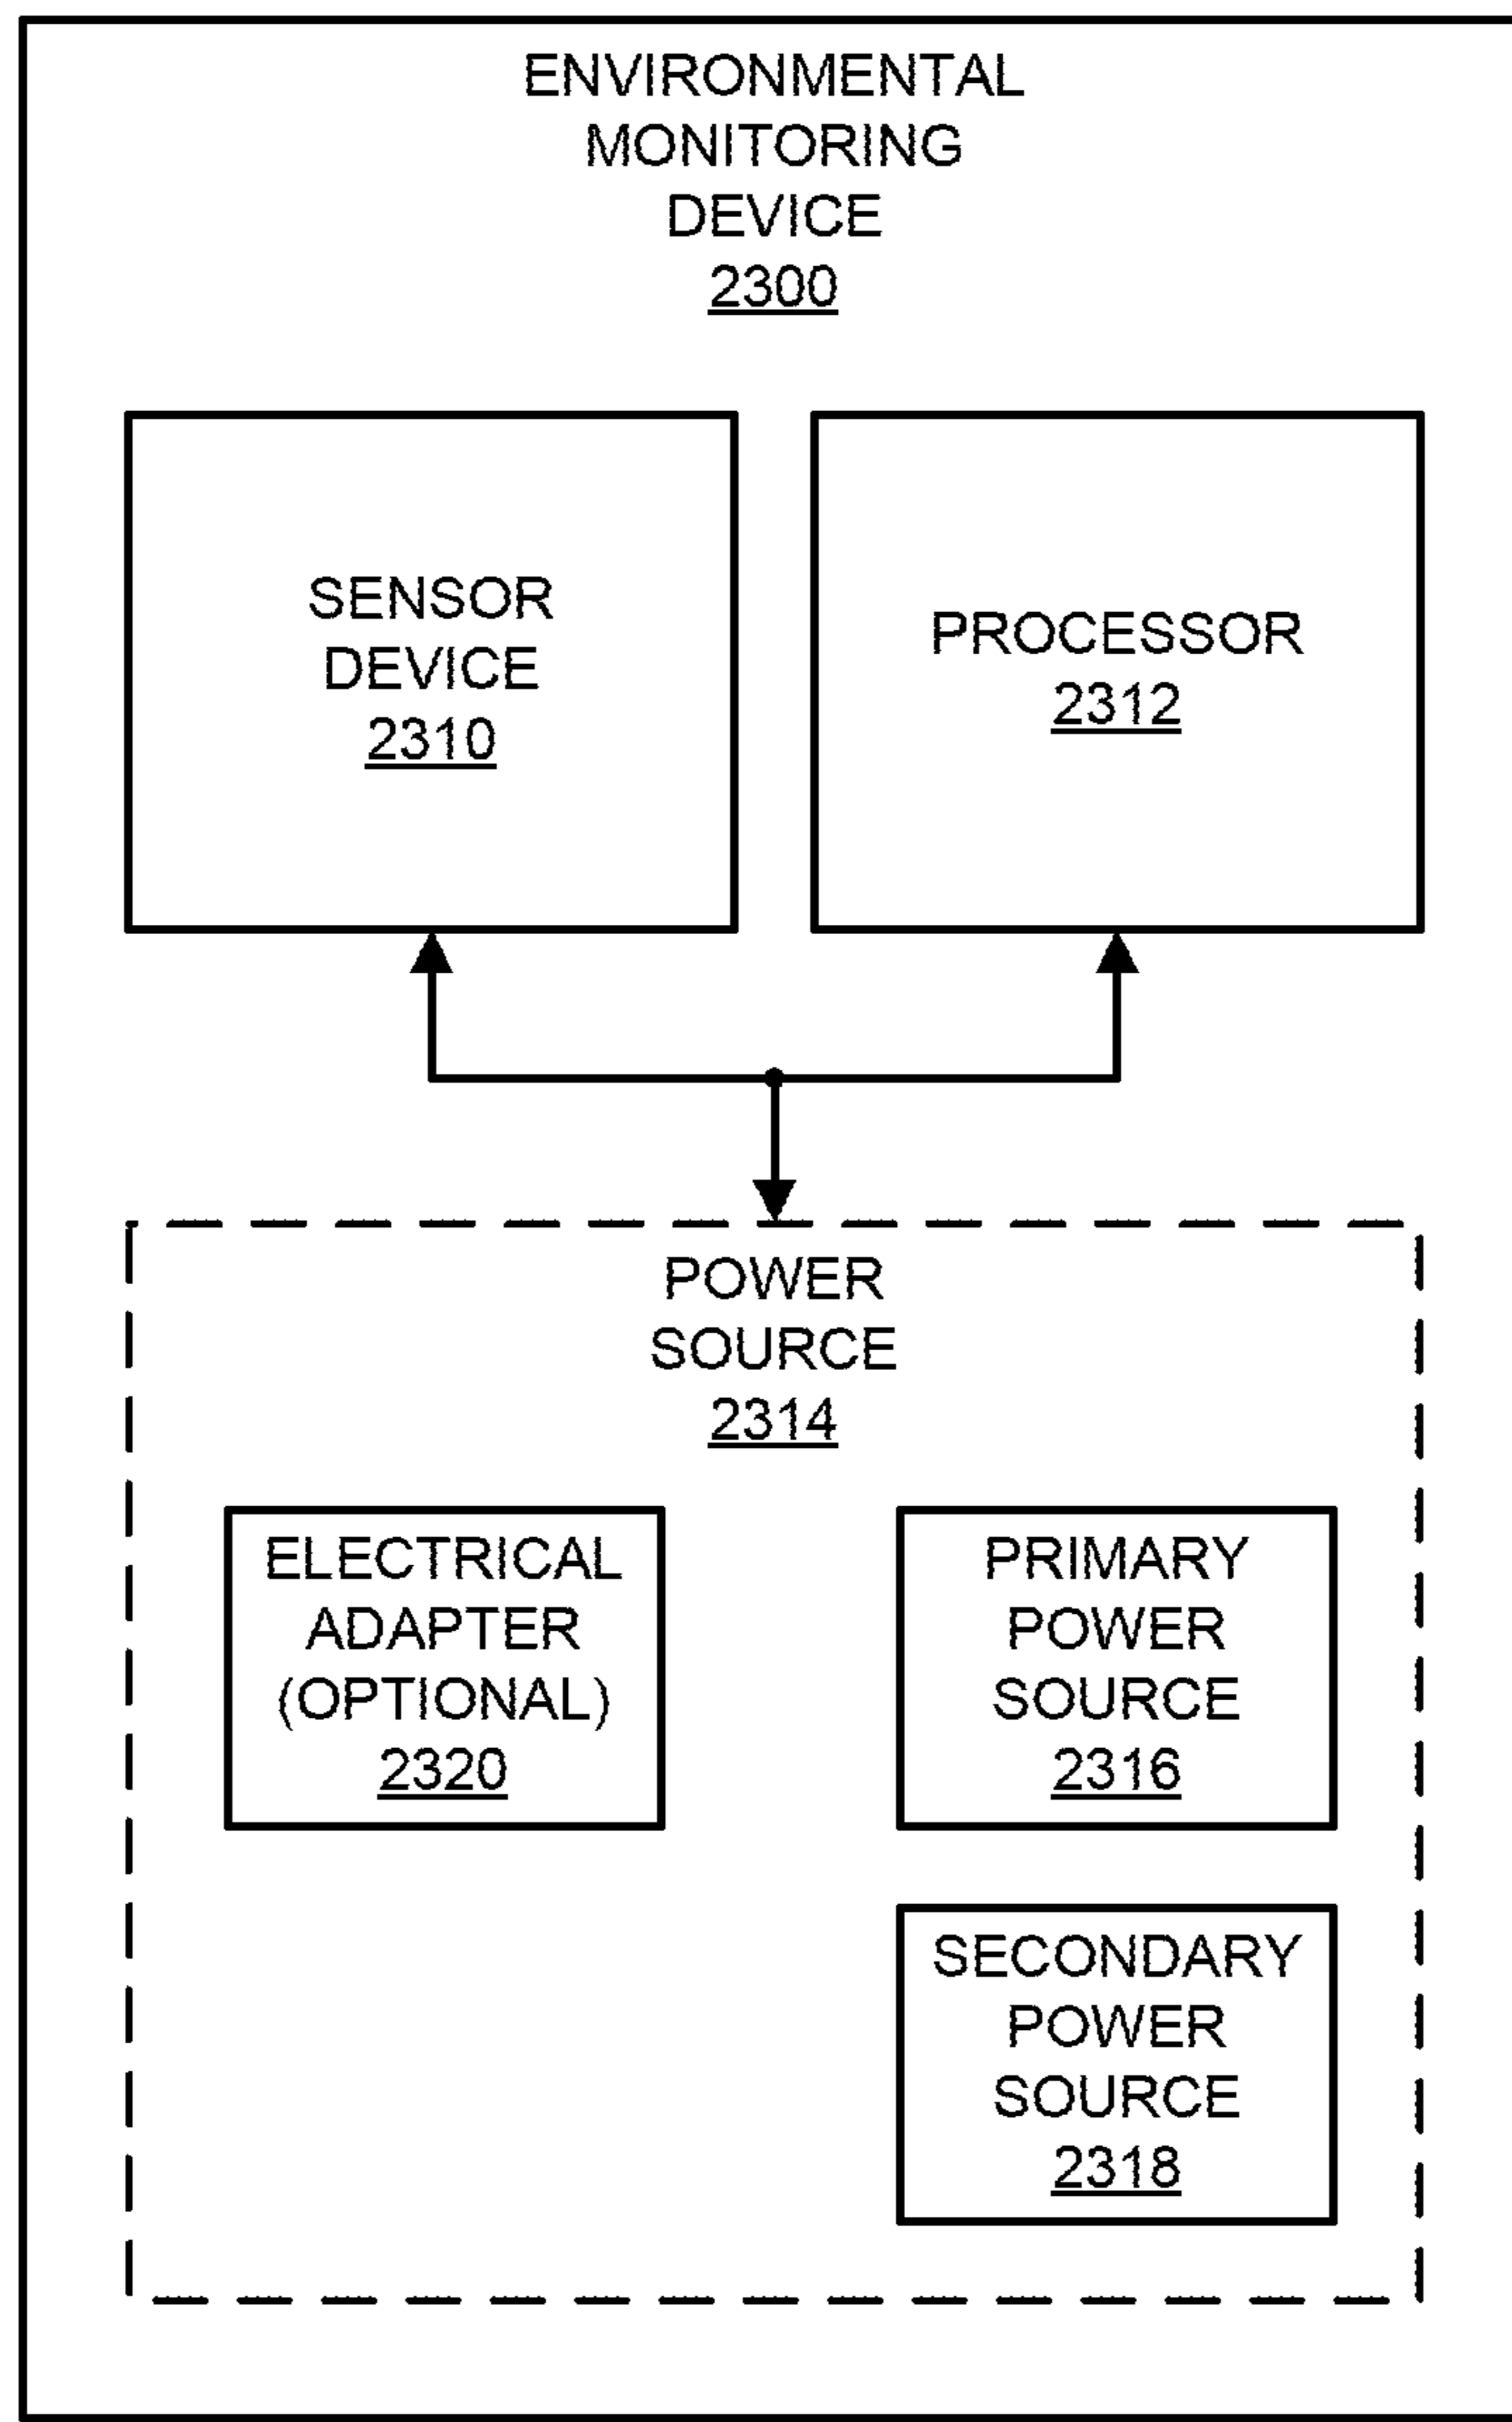 ENVIRONMENTAL
MONITORING
DEVICE
2300
SENSOR
DEVICE
2310
PROCESSOR
2312
POWER
SOURCE
2314
ELECTRICAL
ADAPTER
(OPTIONAL)
2320
PRIMARY
POWER
SOURCE
2316
SECONDARY
POWER
SOURCE
2318